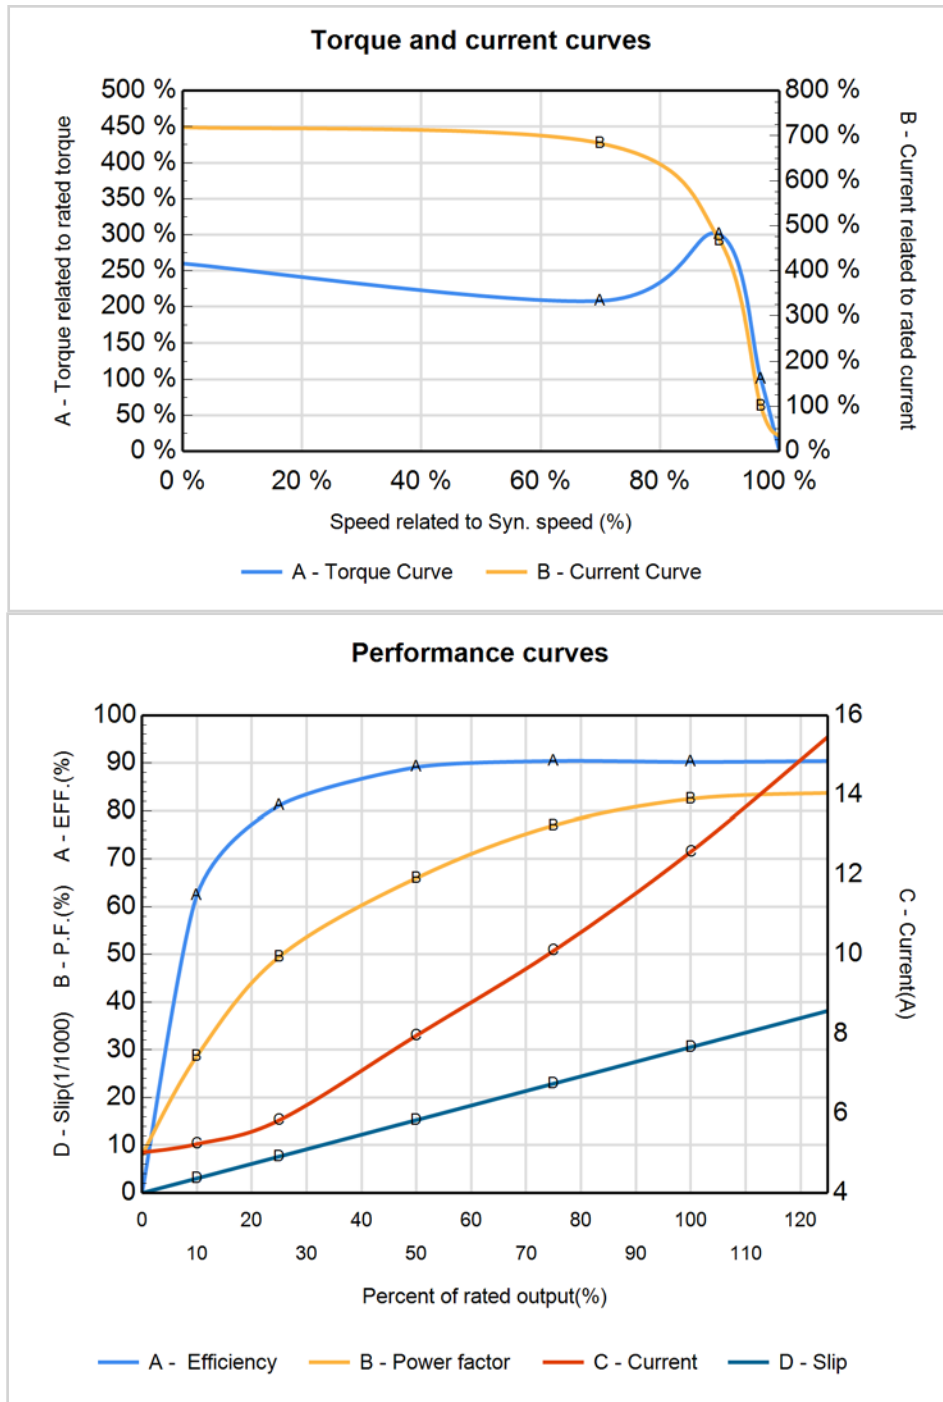 Torque and current curves
A - Torque related to rated torque
500 %
450 %
400 %
350 %
300 %
250 %
200 %
150 %
100 %
50 %
0 %
800 %
700 %
600 %
500 %
400 %
300 %
200 %
100 %
0 %
B - Current related to rated current
B
A
A
B
A
B
0 % 20 % 40 % 60 % 80 % 100 %
Speed related to Syn. speed (%)
A - Torque Curve B - Current Curve
Performance curves
D - Slip(1/1000) B - P.F.(%) A - EFF.(%)
100
90
80
70
60
50
40
30
20
10
0
16
14
12
10
8
6
4
C - Current(A)
A A A A A
B B B B B
C C C C C
D D D D D
0 20 40 60 80 100 120
10 30 50 70 90 110
Percent of rated output(%)
A - Efficiency B - Power factor C - Current D - Slip